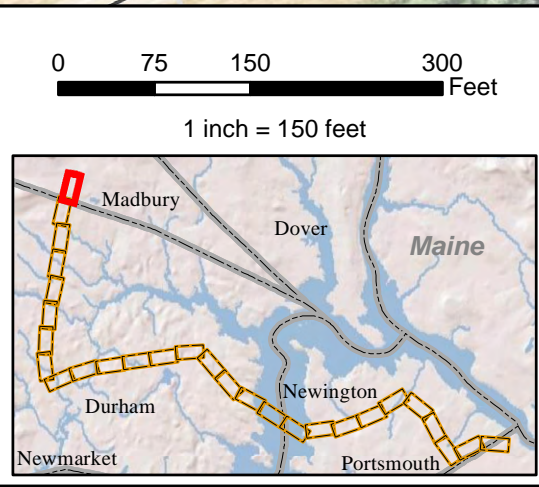 0 75 150 300
Feet
1 inch = 150 feet
Madbury
Dover
Maine
Newington
Durham
Newmarket
Portsmouth